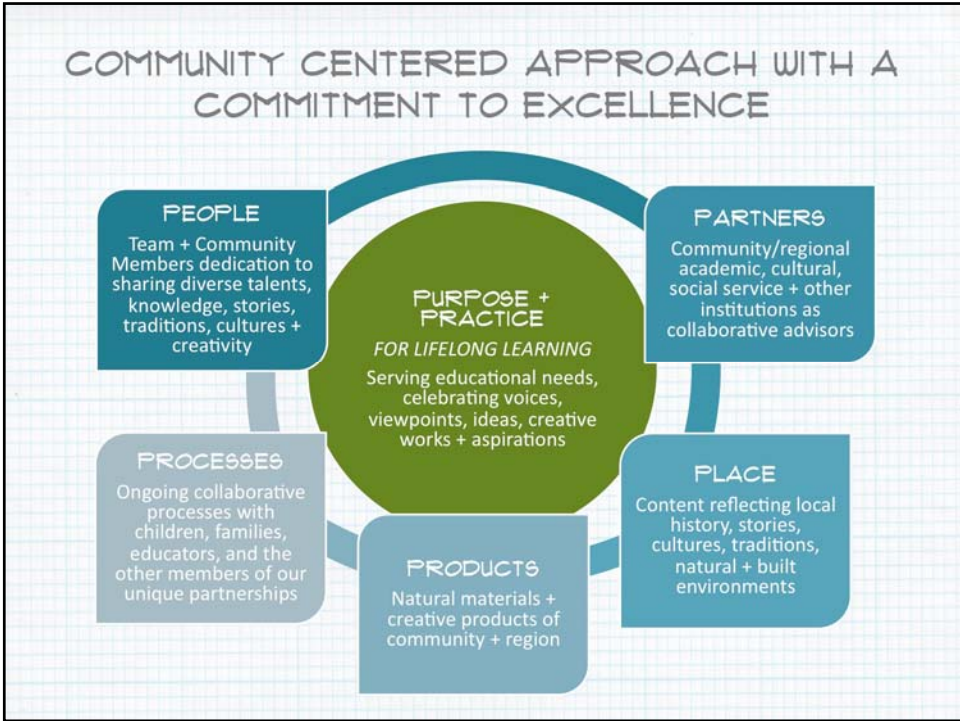 COMMUNITY CENTERED APPROACH WITH A
COMMITMENT TO EXCELLENCE
PEOPLE
Team + Community
Members dedication to
sharing diverse talents,
knowledge, stories,
traditions, cultures +
creativity
PARTNERS
Community/regional
academic, cultural,
social service + other
institutions as
collaborative advisors
PURPOSE +
PRACTICE
FOR LIFELONG LEARNING
Serving educational needs,
celebrating voices,
viewpoints, ideas, creative
works + aspirations
PROCESSES
Ongoing collaborative
processes with
children, families,
educators, and the
other members of our
unique partnerships
PLACE
Content reflecting local
history, stories,
cultures, traditions,
natural + built
environments
PRODUCTS
Natural materials +
creative products of
community + region